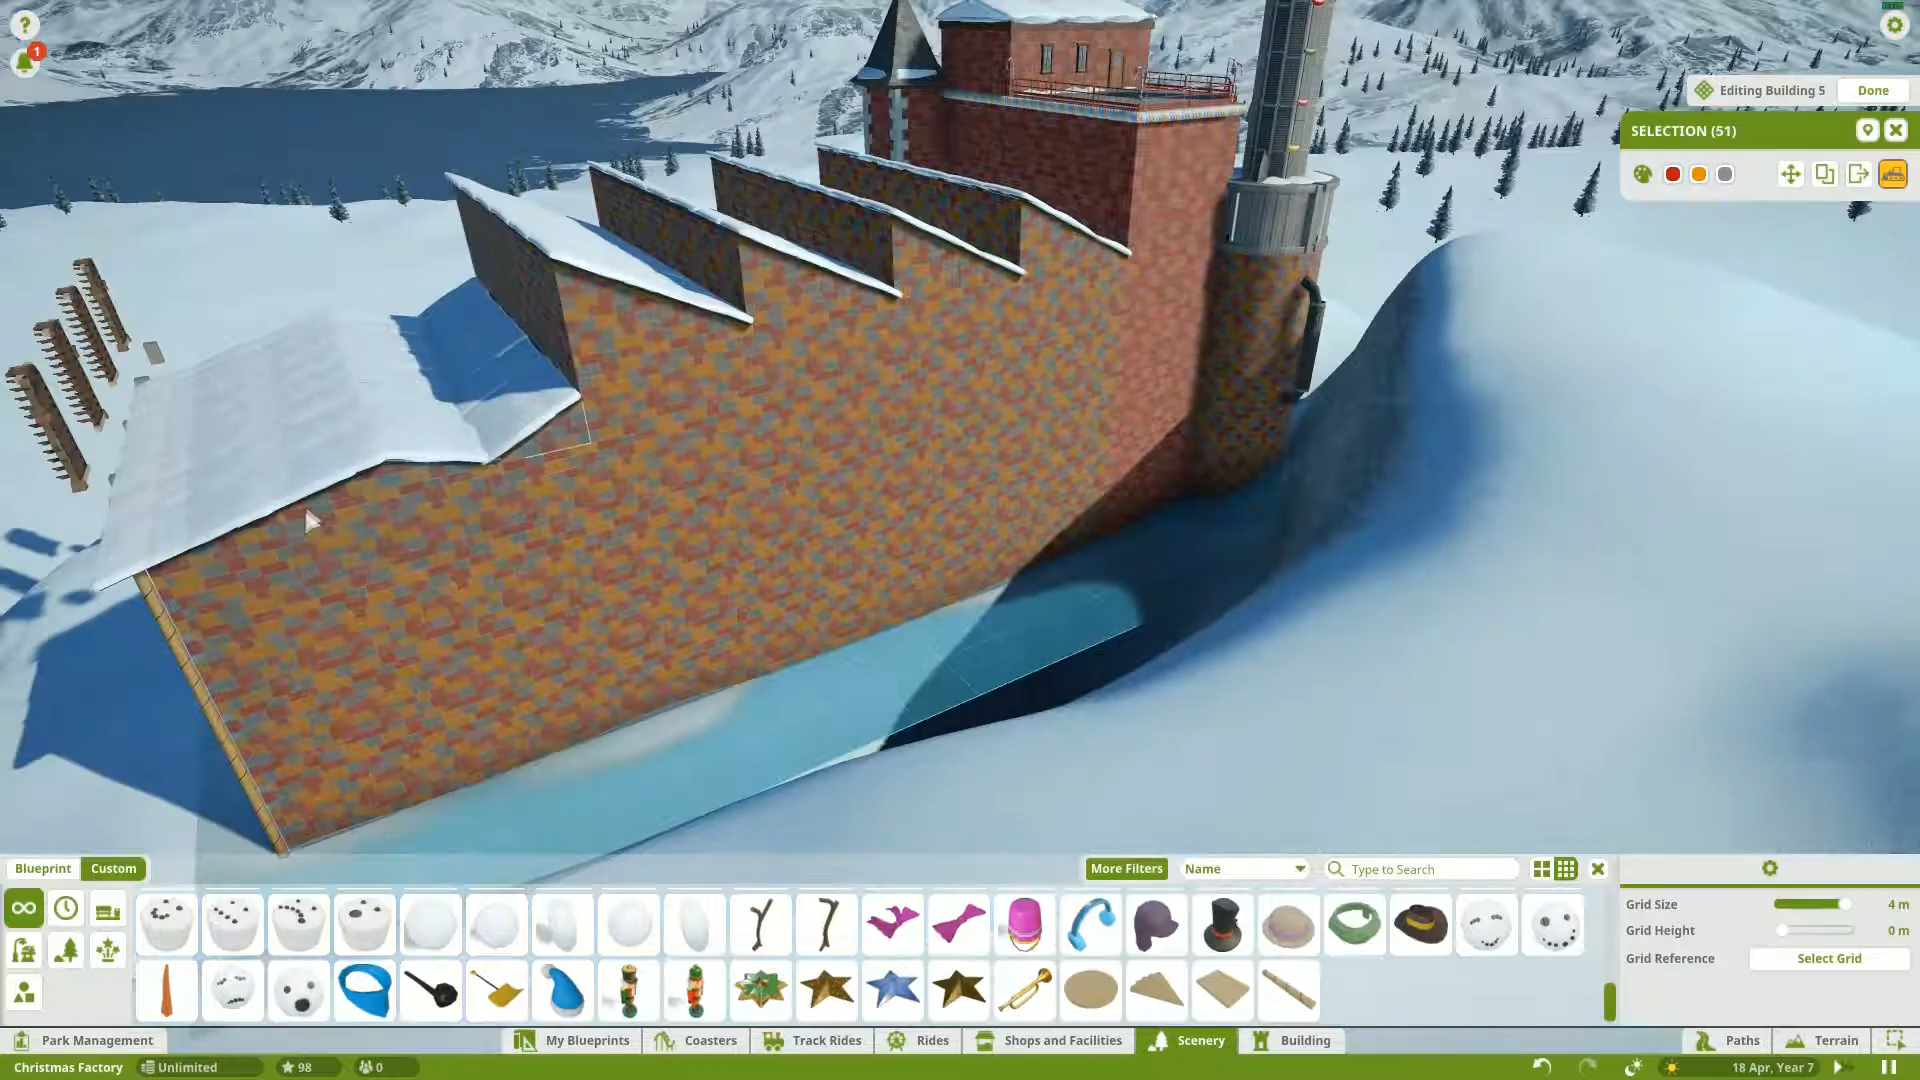 ?
1
Editing Building 5 Done
SELECTION (51)
Blueprint Custom More Filters Name Type to Search
Grid Size 4 m
Grid Height 0 m
Grid Reference Select Grid
Park Management My Blueprints Coasters Track Rides Rides Shops and Facilities Scenery Building Paths Terrain
Christmas Factory Unlimited 98 0 18 Apr, Year 7